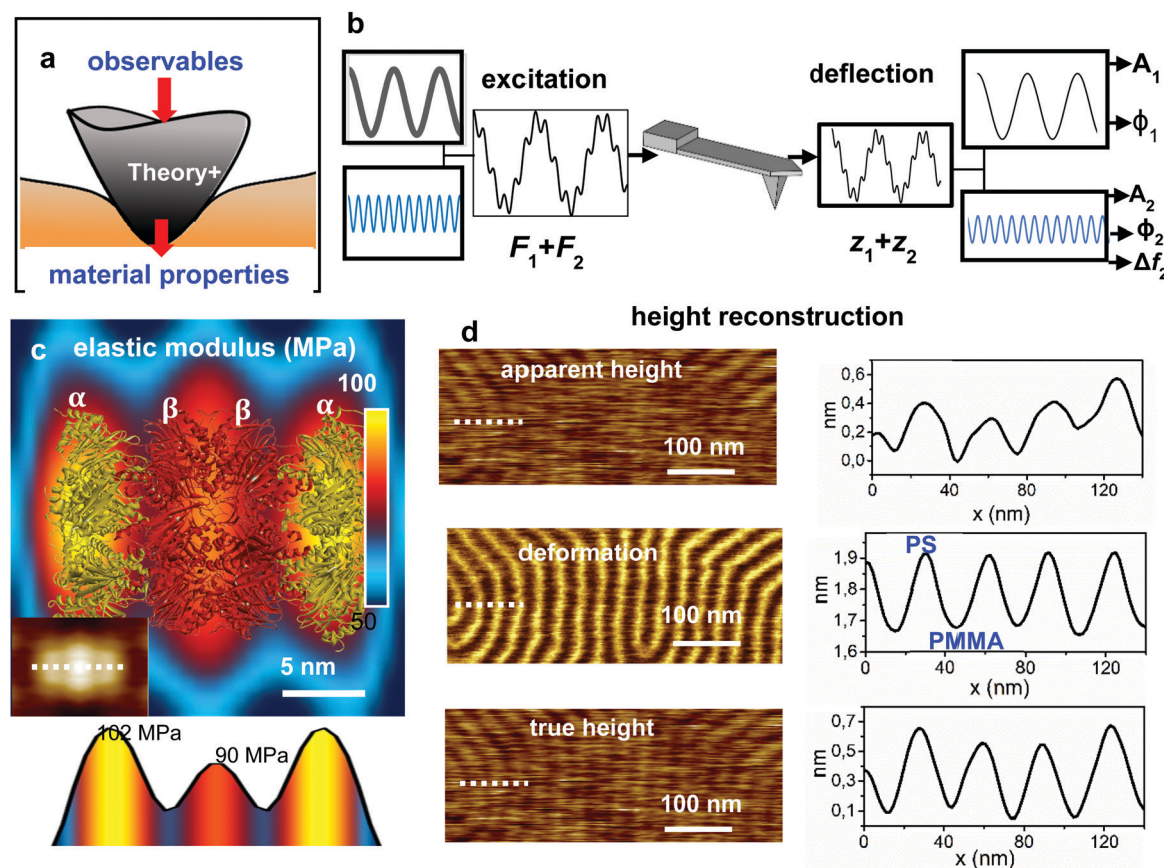 a
observables
Theory+
material properties
b
excitation
F1+F2
deflection
z1+z2
A1
ϕ1
A2
ϕ2
Δf2
c
elastic modulus (MPa)
100
α
β
β
α
50
5 nm
102 MPa
90 MPa
height reconstruction
d
apparent height
100 nm
nm
0,6
0,4
0,2
0,0
0 40 80 120
x (nm)
deformation
100 nm
nm
1,9
1,8
1,7
1,6
PS
PMMA
0 40 80 120
x (nm)
true height
100 nm
nm
0,7
0,5
0,3
0,1
0 40 80 120
x (nm)